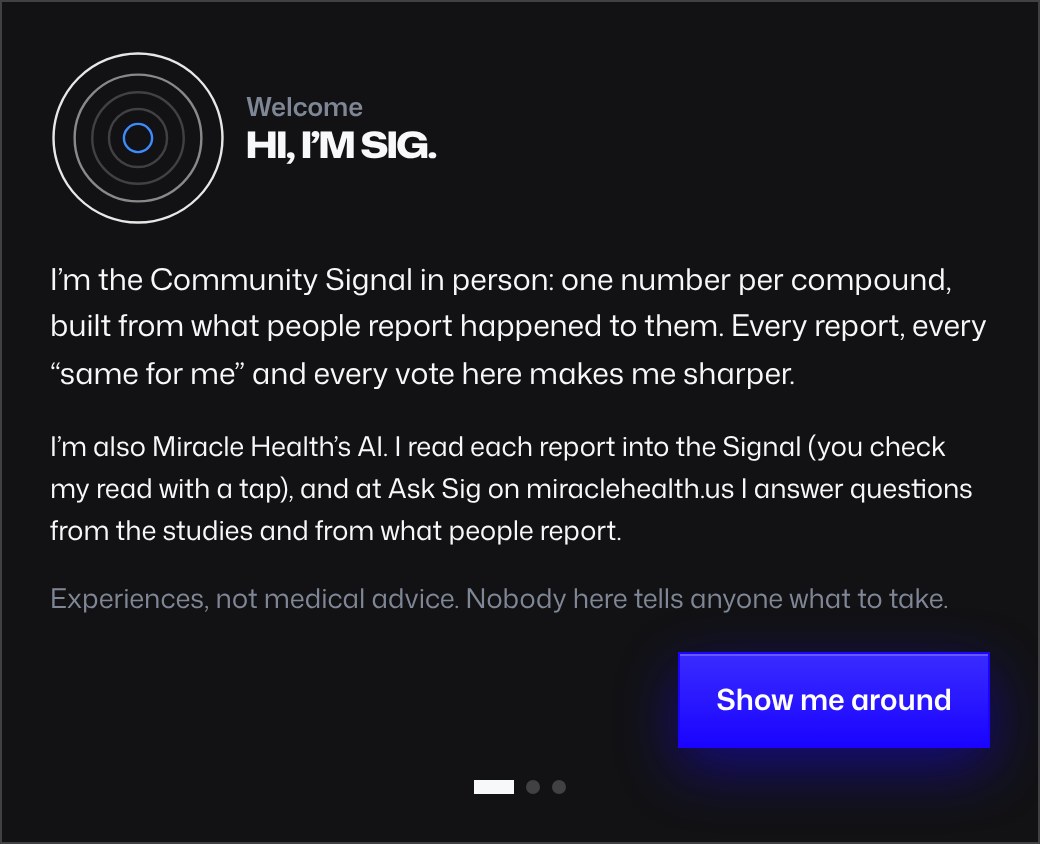 Welcome
HI, I’M SIG.
I’m the Community Signal in person: one number per compound,
built from what people report happened to them. Every report, every
“same for me” and every vote here makes me sharper.
I’m also Miracle Health’s AI. I read each report into the Signal (you check
my read with a tap), and at Ask Sig on miraclehealth.us I answer questions
from the studies and from what people report.
Experiences, not medical advice. Nobody here tells anyone what to take.
Show me around